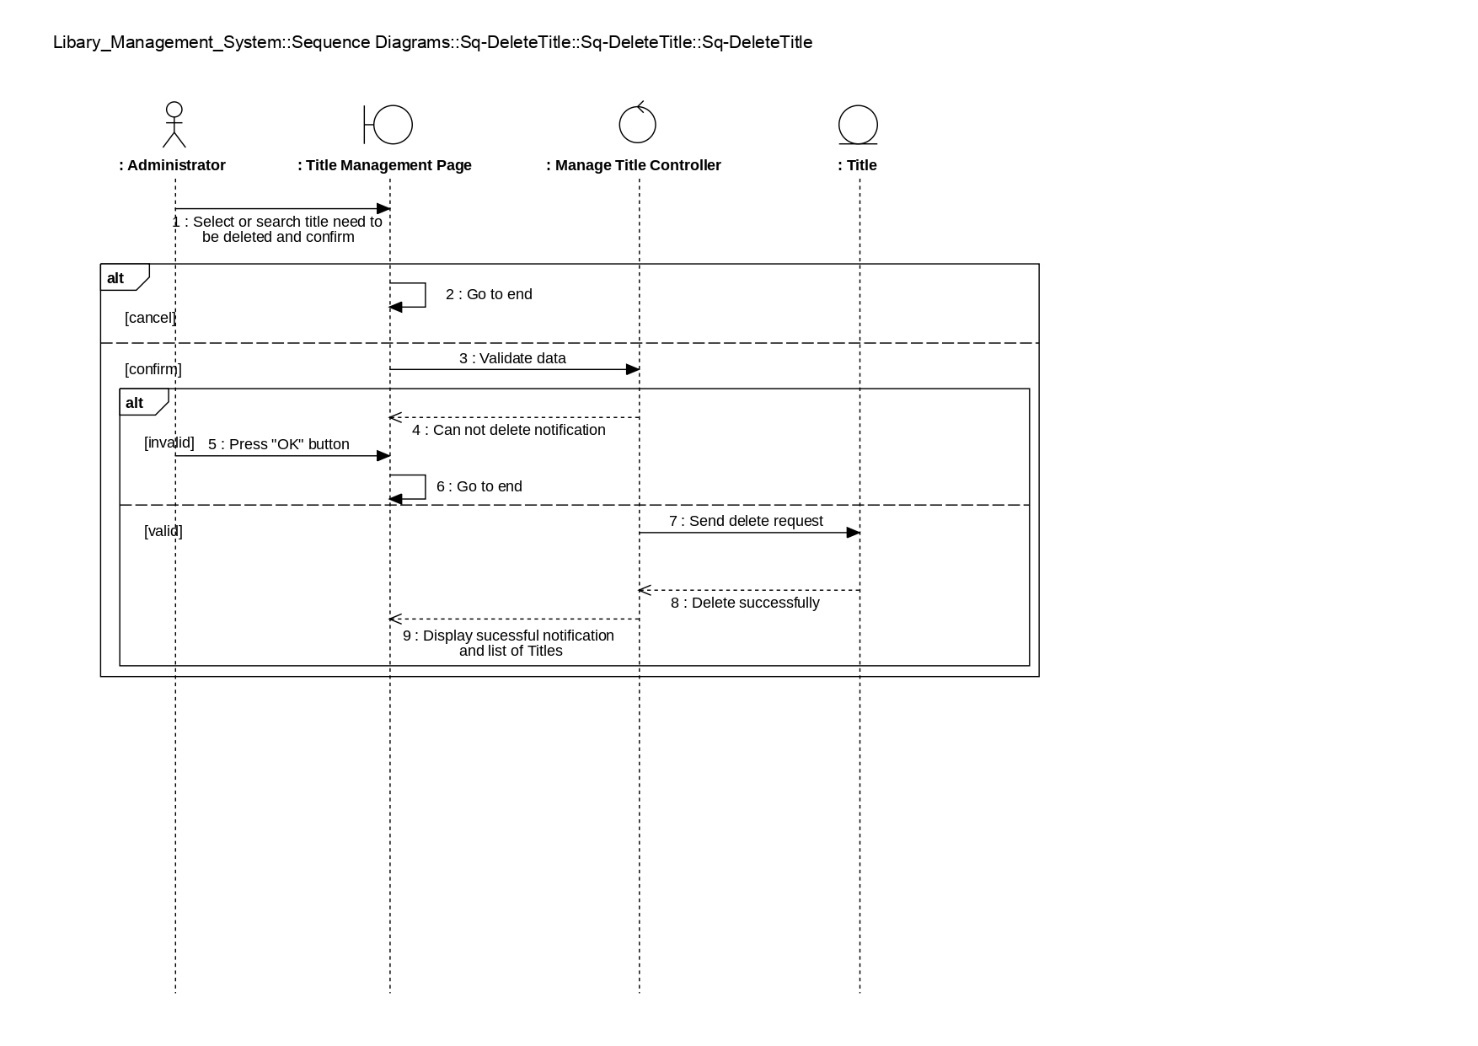 Libary_Management_System::Sequence Diagrams::Sq-DeleteTitle::Sq-DeleteTitle::Sq-DeleteTitle
: Administrator
: Title Management Page
: Manage Title Controller
: Title
1 : Select or search title need to
be deleted and confirm
alt
2 : Go to end
[cancel]
3 : Validate data
[confirm]
alt
4 : Can not delete notification
[invalid]
5 : Press "OK" button
6 : Go to end
7 : Send delete request
[valid]
8 : Delete successfully
9 : Display sucessful notification
and list of Titles